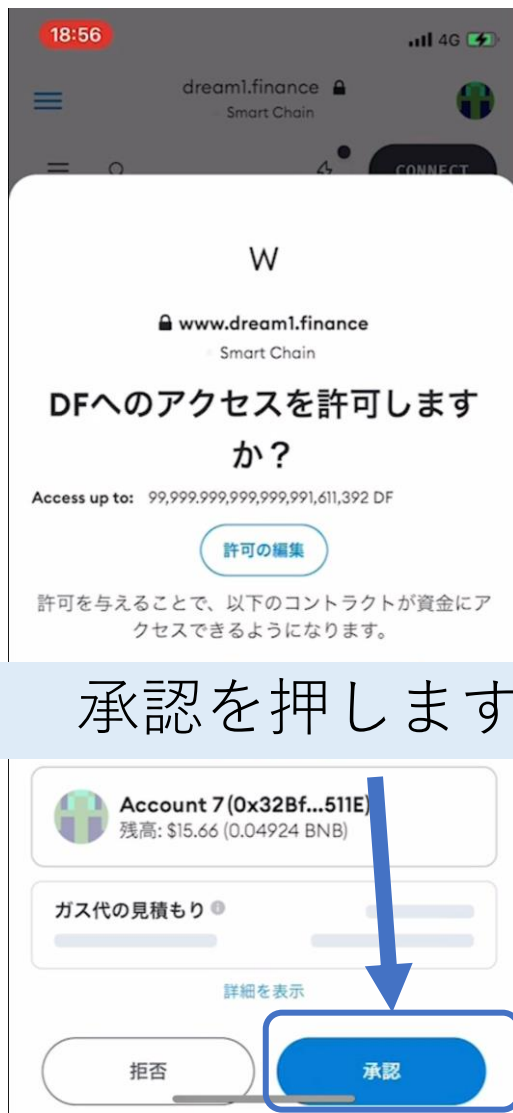 18:56
4G
dream1.finance
Smart Chain
CONNECT
W
www.dream1.finance
Smart Chain
DFへのアクセスを許可します
か？
Access up to: 99,999.999,999,999,991,611,392 DF
許可の編集
許可を与えることで、以下のコントラクトが資金にア
クセスできるようになります。
承認を押します
Account 7 (0x32Bf...511E)
残高: $15.66 (0.04924 BNB)
ガス代の見積もり
詳細を表示
拒否
承認